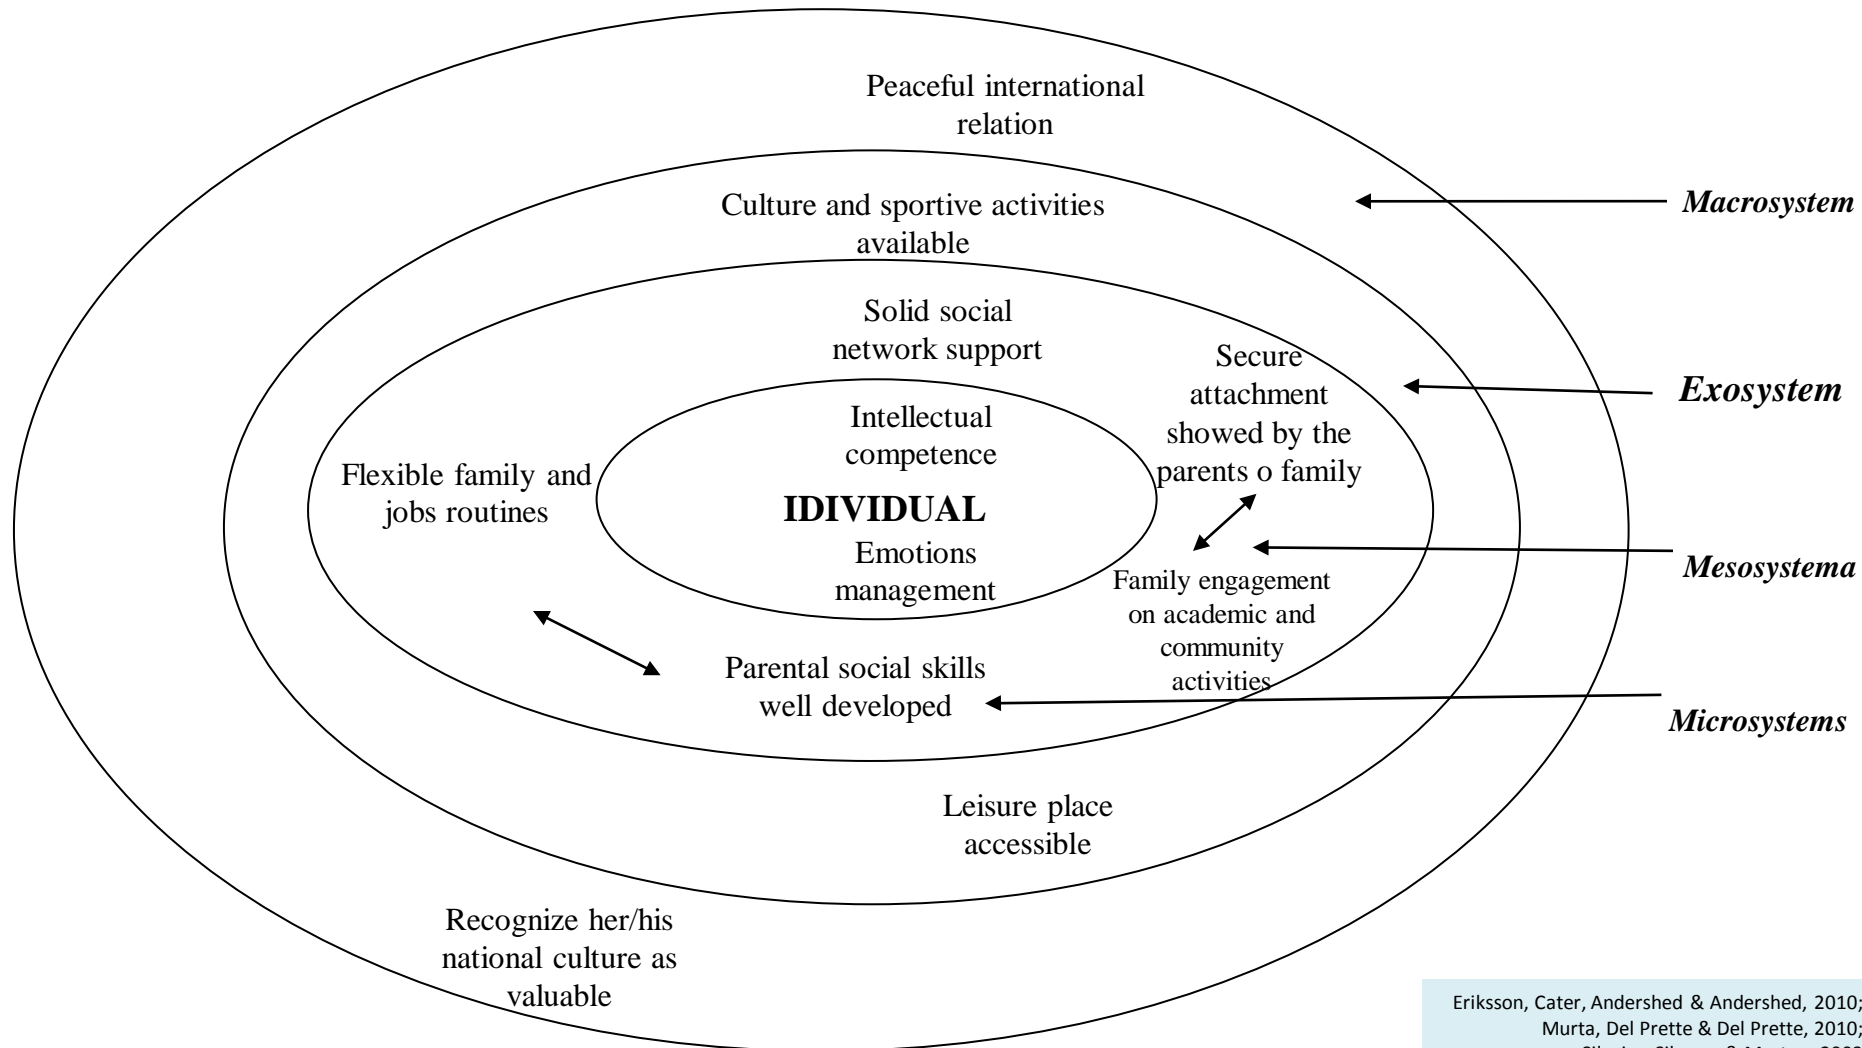 Peaceful international
relation
Macrosystem
Culture and sportive activities
available
Solid social
network support
Secure
attachment
showed by the
parents o family
Exosystem
Intellectual
competence
IDIVIDUAL
Emotions
management
Flexible family and
jobs routines
Mesosystema
Family engagement
on academic and
community
activities
Parental social skills
well developed
Microsystems
Leisure place
accessible
Recognize her/his
national culture as
valuable
Eriksson, Cater, Andershed & Andershed, 2010;
Murta, Del Prette & Del Prette, 2010;